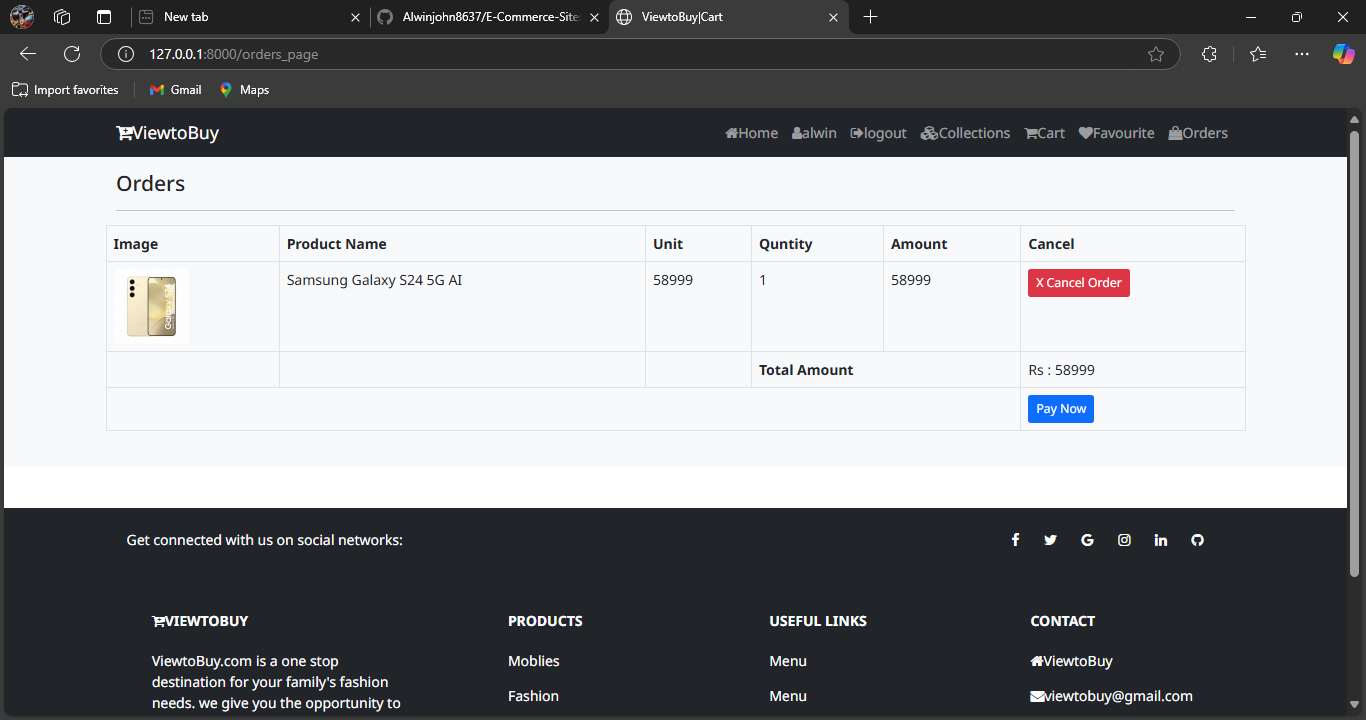 New tab
Alwinjohn8637/E-Commerce-Site:
ViewtoBuy|Cart
127.0.0.1:8000/orders_page
Import favorites
Gmail
Maps
ViewtoBuy
Home
alwin
logout
Collections
Cart
Favourite
Orders
Orders
Image
Product Name
Unit
Quntity
Amount
Cancel
Samsung Galaxy S24 5G AI
58999
1
58999
X Cancel Order
Total Amount
Rs : 58999
Pay Now
Get connected with us on social networks:
VIEWTOBUY
PRODUCTS
USEFUL LINKS
CONTACT
ViewtoBuy.com is a one stop
destination for your family's fashion
needs. we give you the opportunity to
Moblies
Fashion
Menu
Menu
ViewtoBuy
viewtobuy@gmail.com